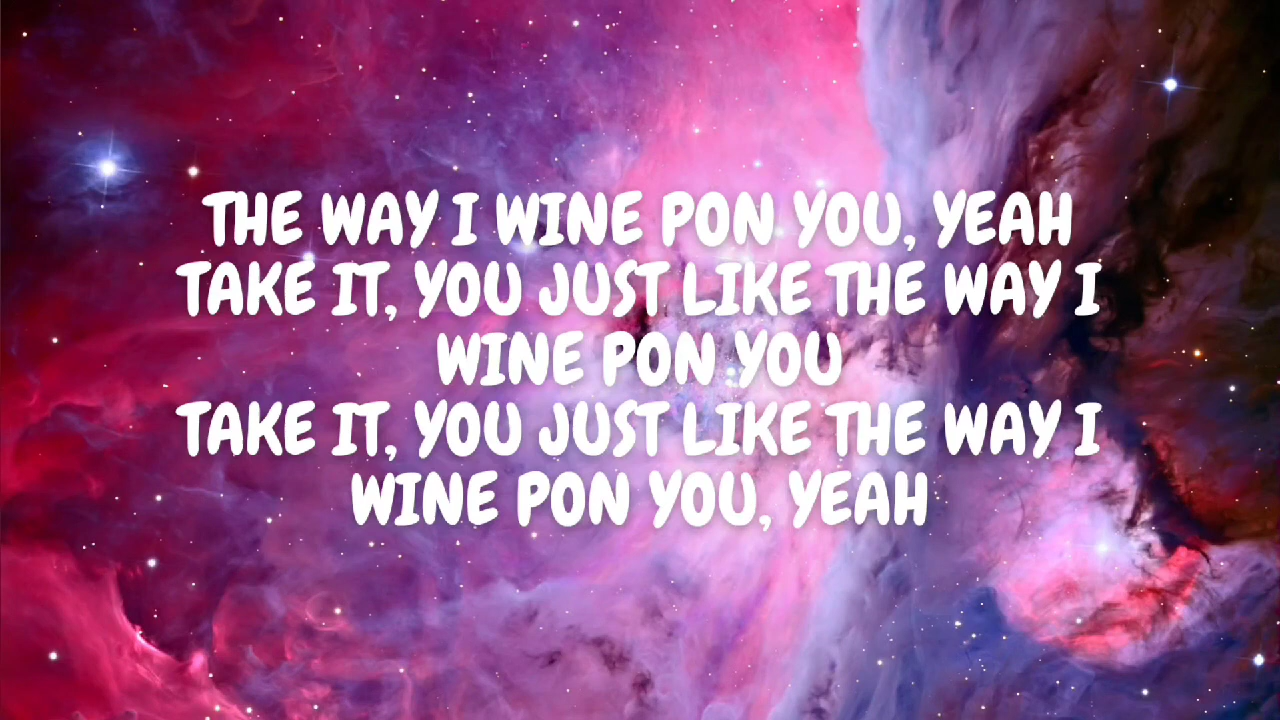 THE WAY I WINE PON YOU, YEAH
TAKE IT, YOU JUST LIKE THE WAY I
WINE PON YOU
TAKE IT, YOU JUST LIKE THE WAY I
WINE PON YOU, YEAH